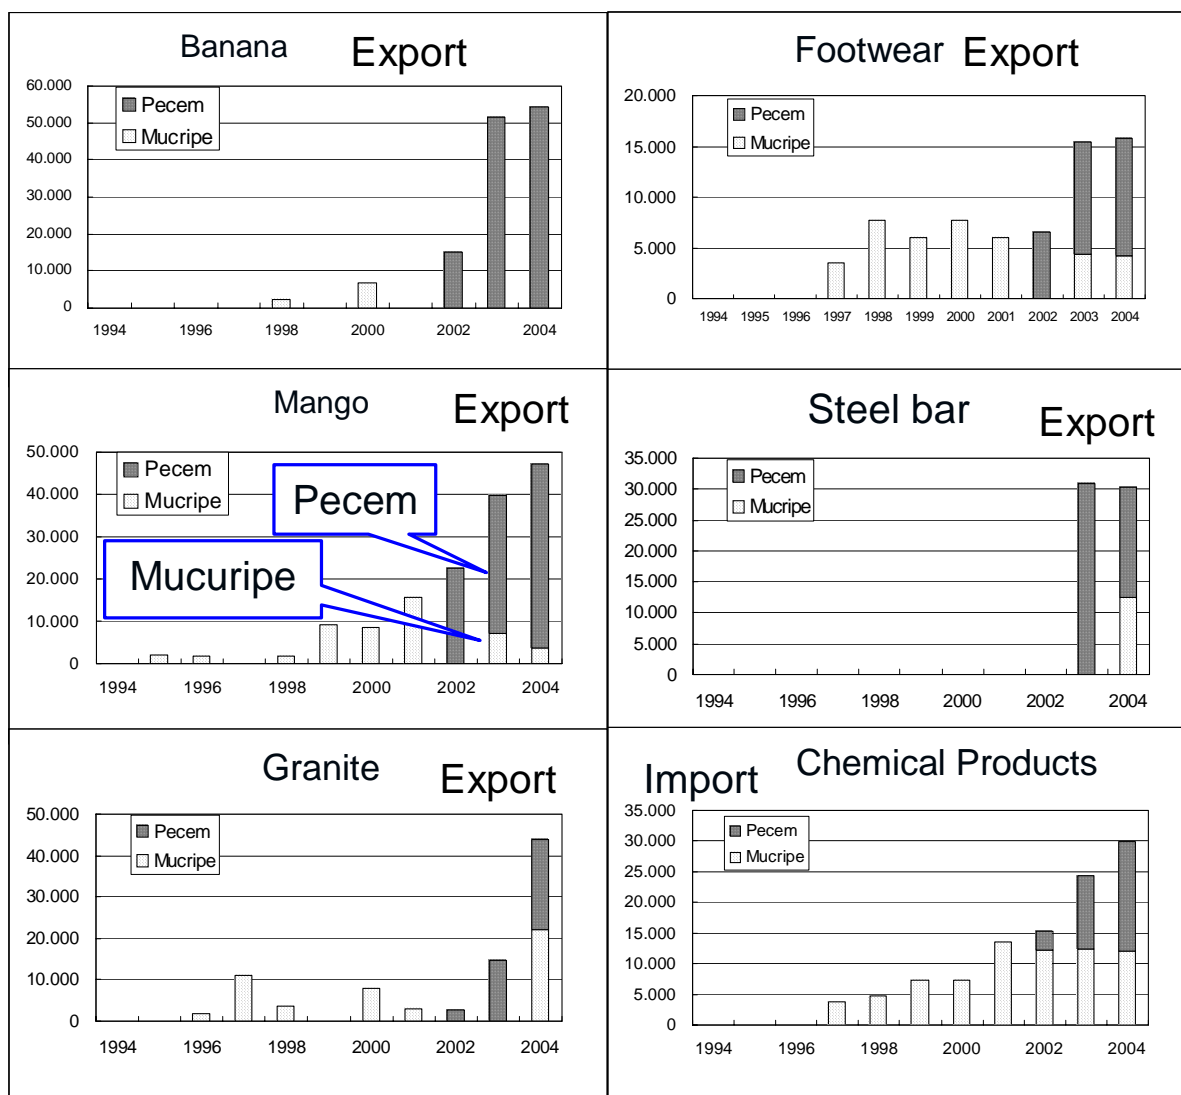 Banana Export
60.000
50.000
40.000
30.000
20.000
10.000
0
Pecem
Mucripe
1994 1996 1998 2000 2002 2004
Footwear Export
20.000
15.000
10.000
5.000
0
Pecem
Mucripe
1994 1995 1996 1997 1998 1999 2000 2001 2002 2003 2004
Mango Export
50.000
40.000
30.000
20.000
10.000
0
Pecem
Mucripe
Pecem
Mucuripe
1994 1996 1998 2000 2002 2004
Steel bar Export
35.000
30.000
25.000
20.000
15.000
10.000
5.000
0
Pecem
Mucripe
1994 1996 1998 2000 2002 2004
Granite Export
50.000
40.000
30.000
20.000
10.000
0
Pecem
Mucripe
1994 1996 1998 2000 2002 2004
Import Chemical Products
35.000
30.000
25.000
20.000
15.000
10.000
5.000
0
Pecem
Mucripe
1994 1996 1998 2000 2002 2004